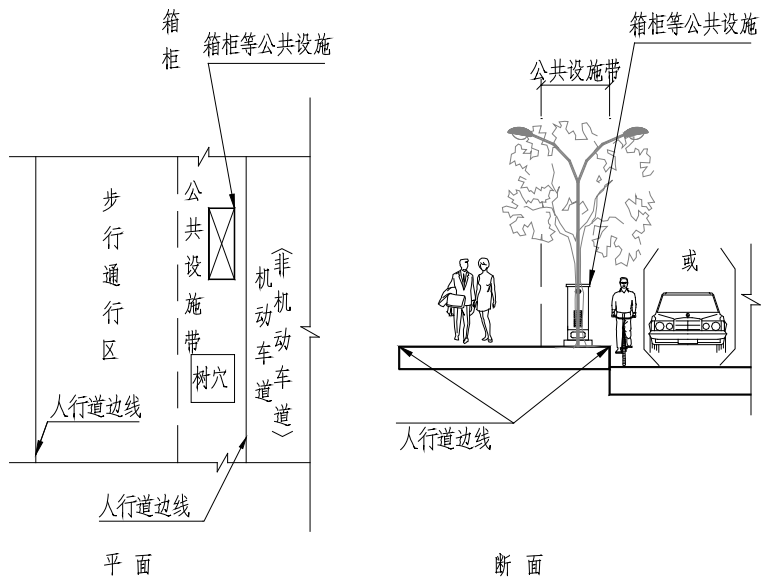 箱柜
箱柜等公共设施
步行通行区
公共设施带
机动车道
(非机动车道)
树穴
人行道边线
人行道边线
平面
箱柜等公共设施
公共设施带
或
人行道边线
断面